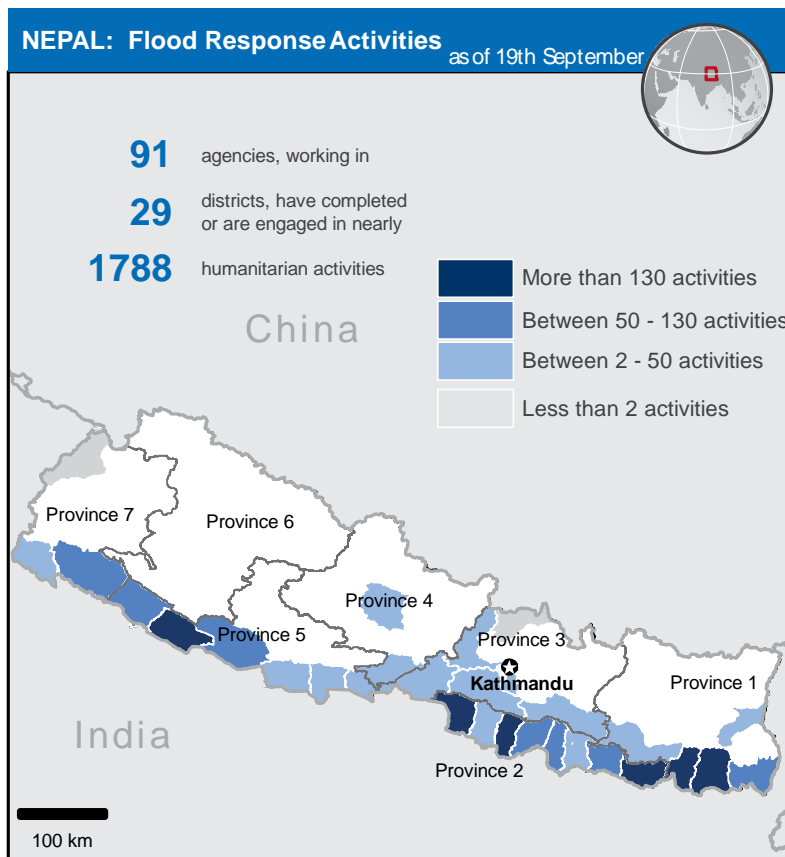 NEPAL: Flood Response Activities as of 19th September
91 agencies, working in
29 districts, have completed
or are engaged in nearly
1788 humanitarian activities
More than 130 activities
Between 50 - 130 activities
Between 2 - 50 activities
Less than 2 activities
China
Province 7
Province 6
Province 4
Province 5
Province 3
Kathmandu
Province 1
India
Province 2
100 km